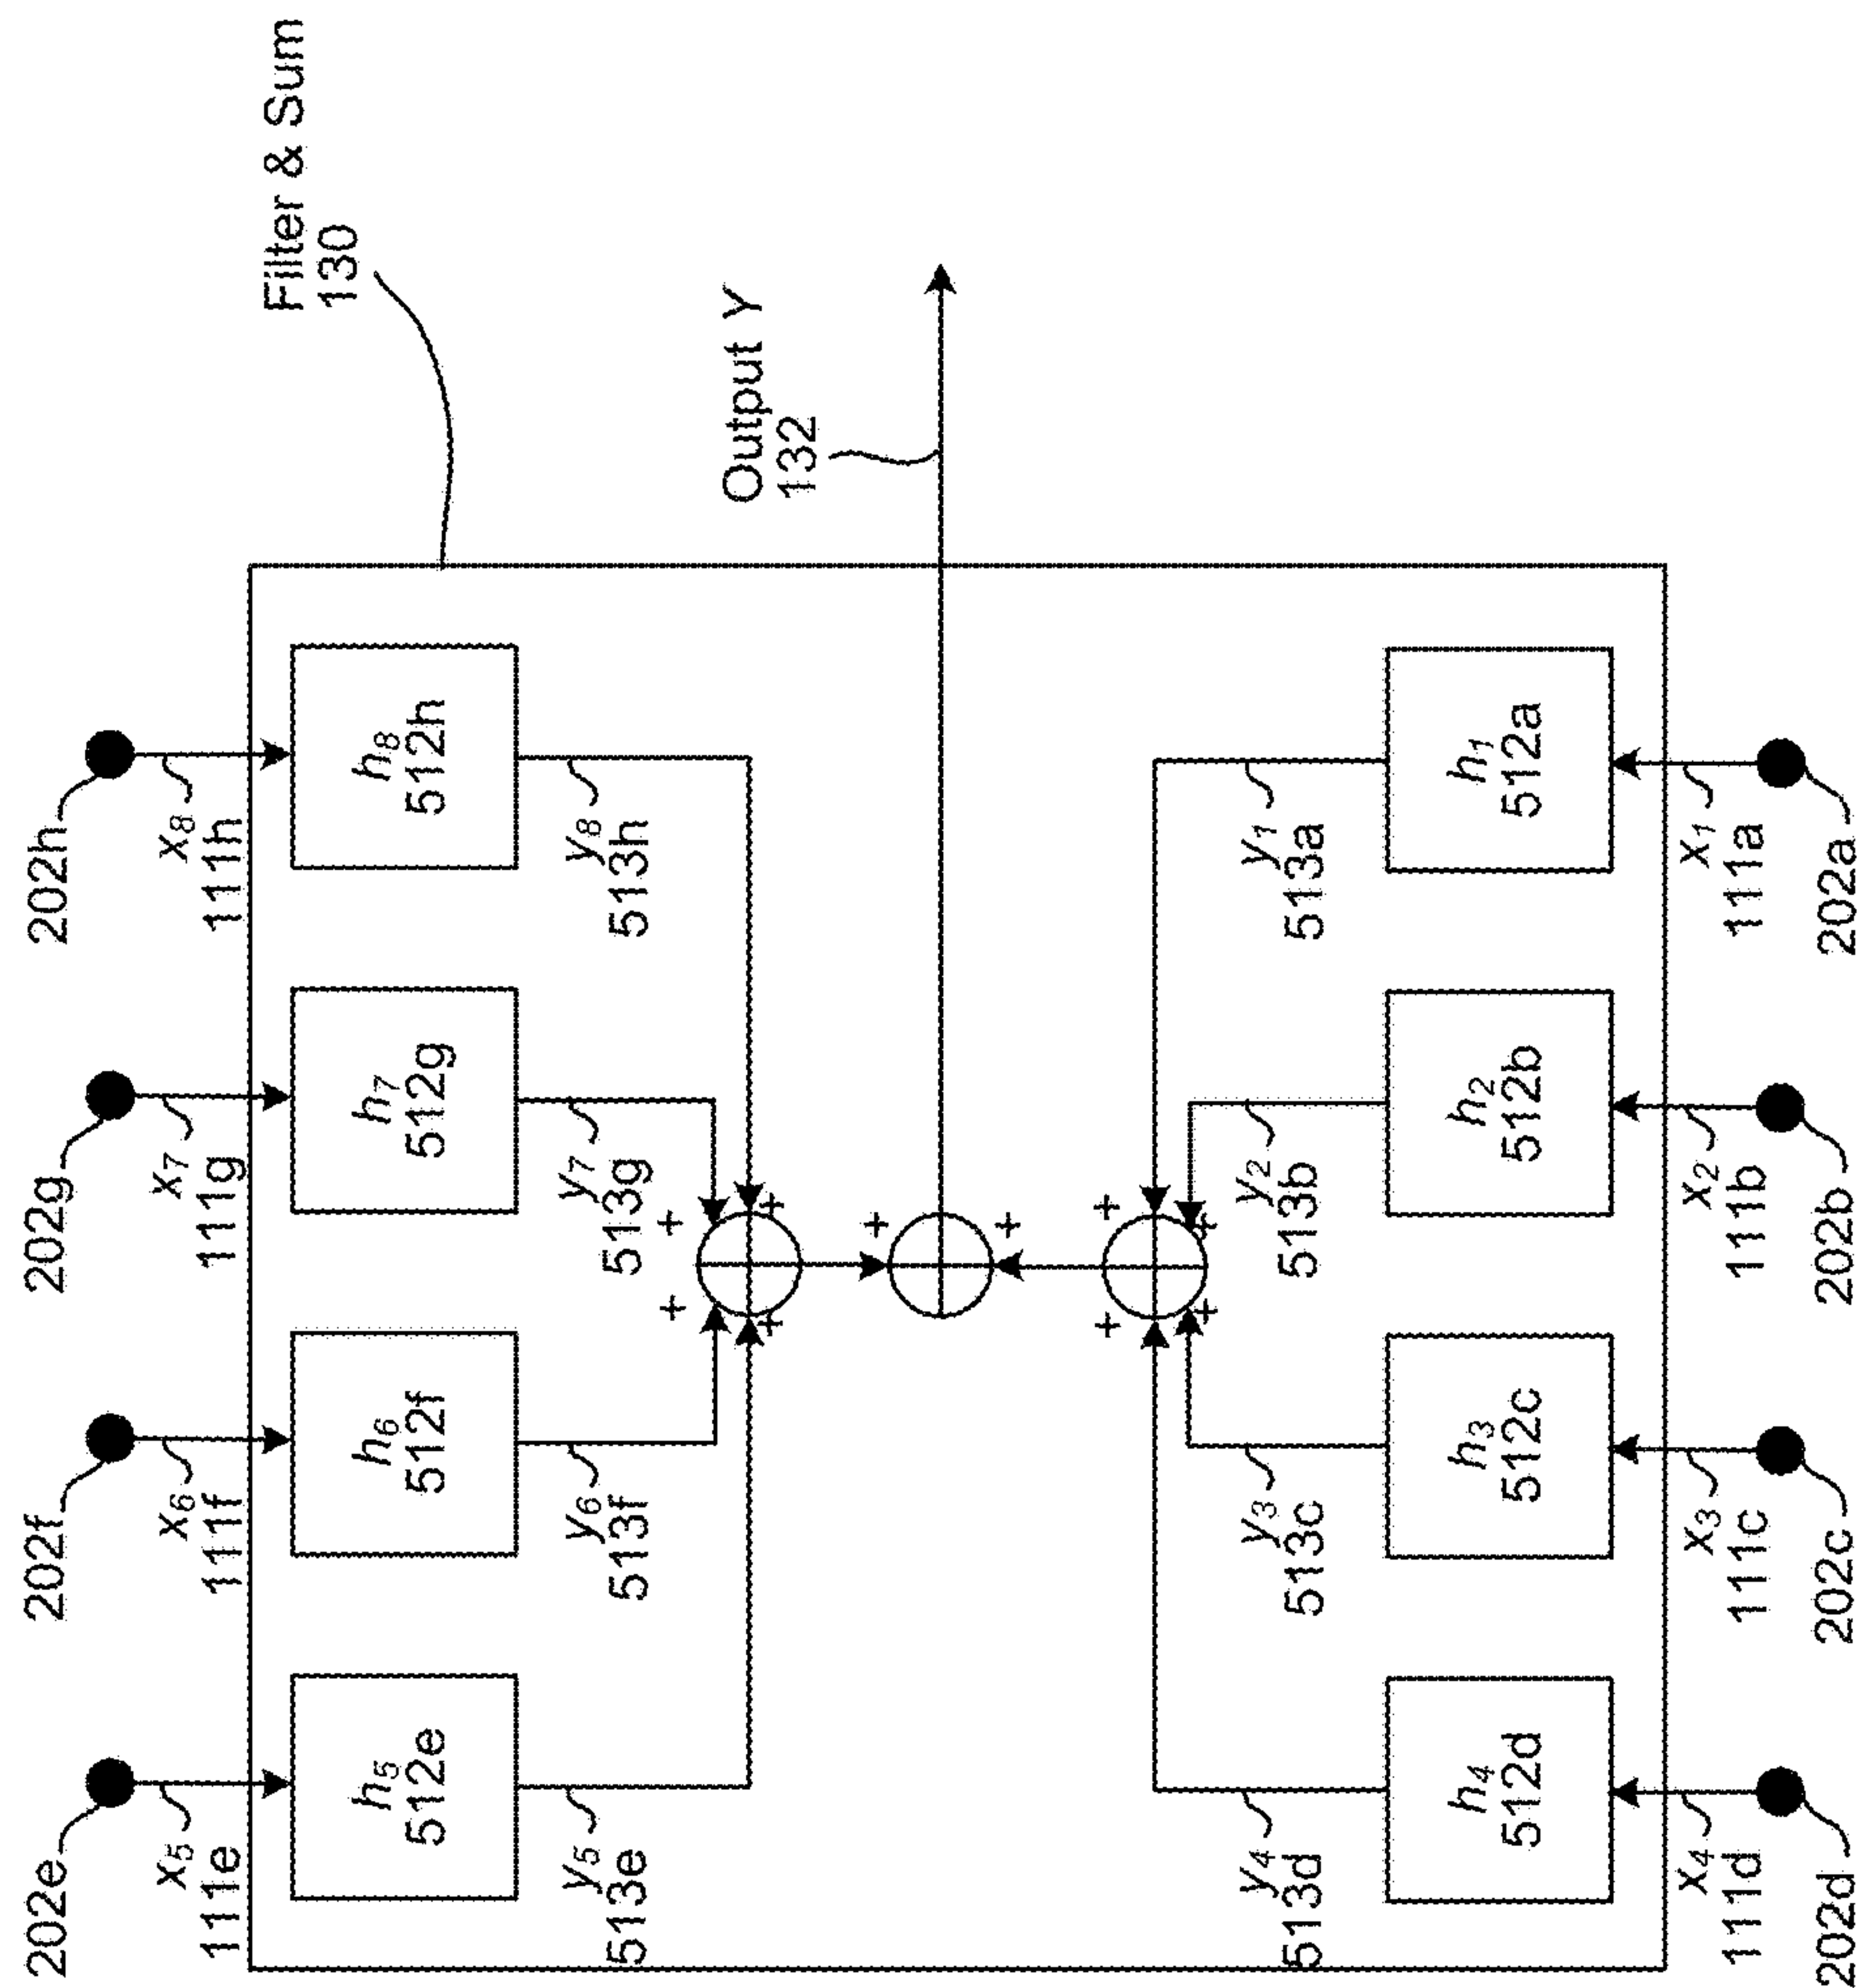 Filter & Sum
130
Output Y
132
202e
x₅
111e
h₅
512e
y₅
513e
202f
x₆
111f
h₆
512f
y₆
513f
202g
x₇
111g
h₇
512g
y₇
513g
202h
x₈
111h
h₈
512h
y₈
513h
+
+
+
+
+
+
+
+
+
+
y₄
513d
h₄
512d
x₄
111d
202d
y₃
513c
h₃
512c
x₃
111c
202c
y₂
513b
h₂
512b
x₂
111b
202b
y₁
513a
h₁
512a
x₁
111a
202a